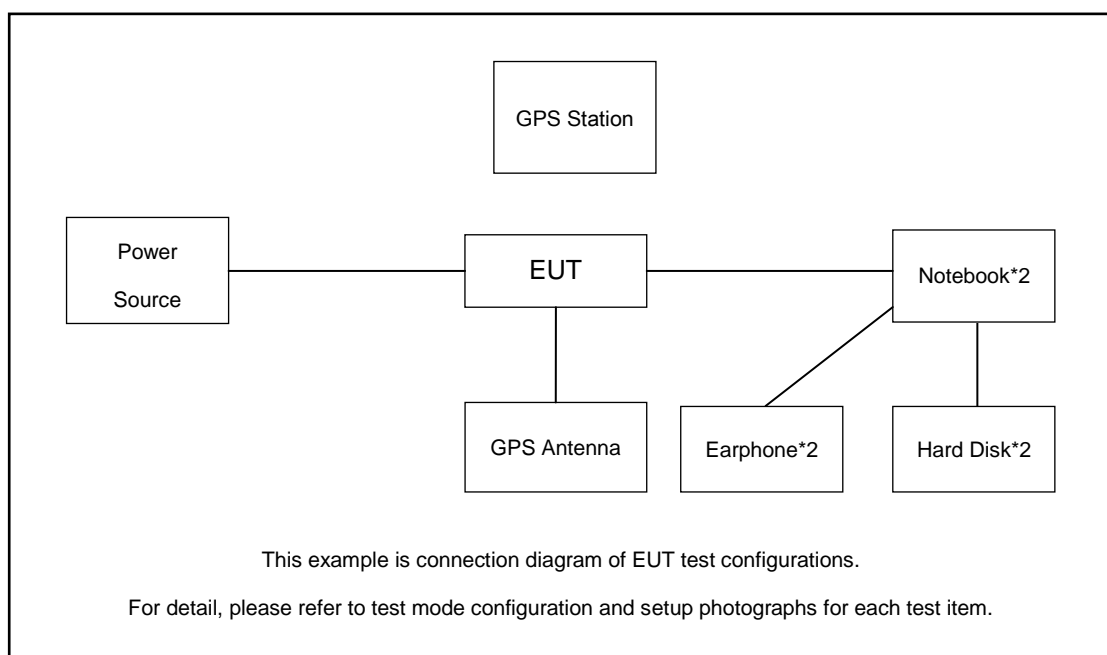 GPS Station
Power
Source
EUT
Notebook*2
GPS Antenna
Earphone*2
Hard Disk*2
This example is connection diagram of EUT test configurations.
For detail, please refer to test mode configuration and setup photographs for each test item.